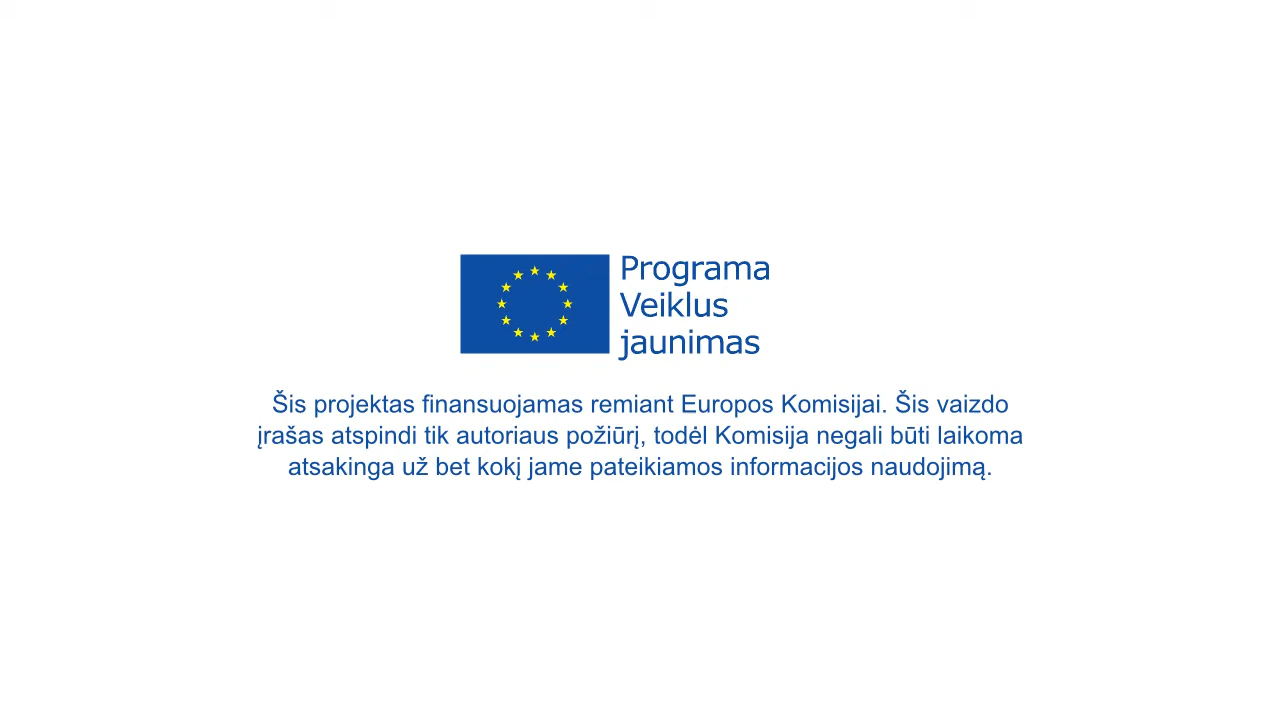 Programa
Veiklus
jaunimas
Šis projektas finansuojamas remiant Europos Komisijai. Šis vaizdo
įrašas atspindi tik autoriaus požiūrį, todėl Komisija negali būti laikoma
atsakinga už bet kokį jame pateikiamos informacijos naudojimą.